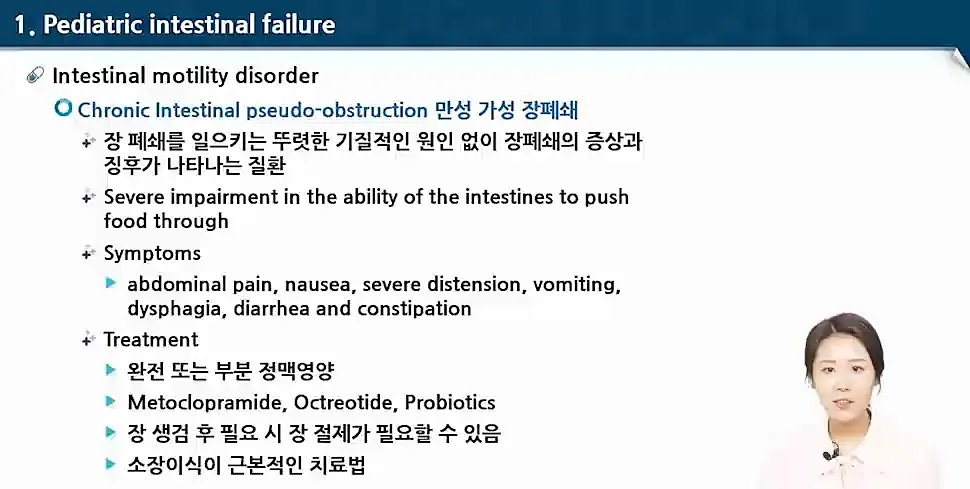 1. Pediatric intestinal failure
Intestinal motility disorder
Chronic Intestinal pseudo-obstruction 만성 가성 장폐쇄
장 폐쇄를 일으키는 뚜렷한 기질적인 원인 없이 장폐쇄의 증상과
징후가 나타나는 질환
Severe impairment in the ability of the intestines to push
food through
Symptoms
abdominal pain, nausea, severe distension, vomiting,
dysphagia, diarrhea and constipation
Treatment
완전 또는 부분 정맥영양
Metoclopramide, Octreotide, Probiotics
장 생검 후 필요 시 장 절제가 필요할 수 있음
소장이식이 근본적인 치료법